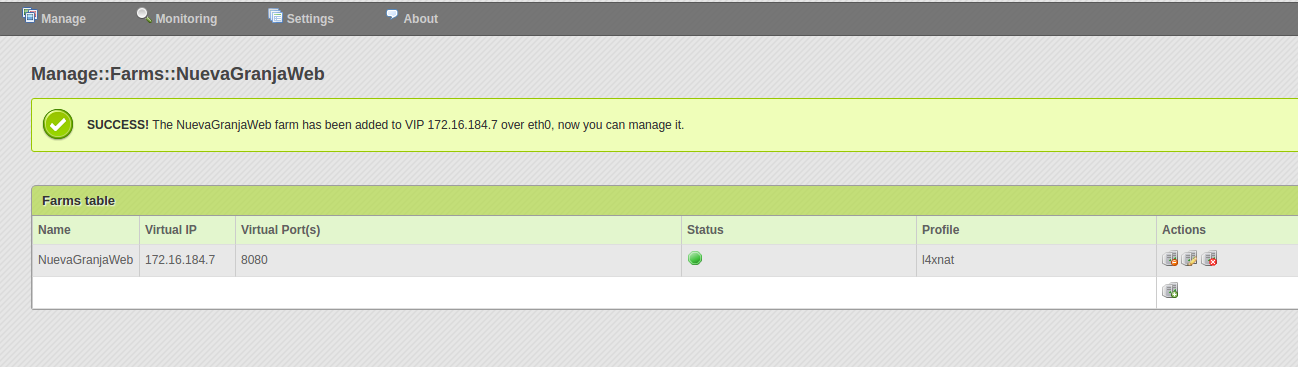 Manage Monitoring Settings About
Manage::Farms::NuevaGranjaWeb
SUCCESS! The NuevaGranjaWeb farm has been added to VIP 172.16.184.7 over eth0, now you can manage it.
Farms table
Name Virtual IP Virtual Port(s) Status Profile Actions
NuevaGranjaWeb 172.16.184.7 8080 l4xnat